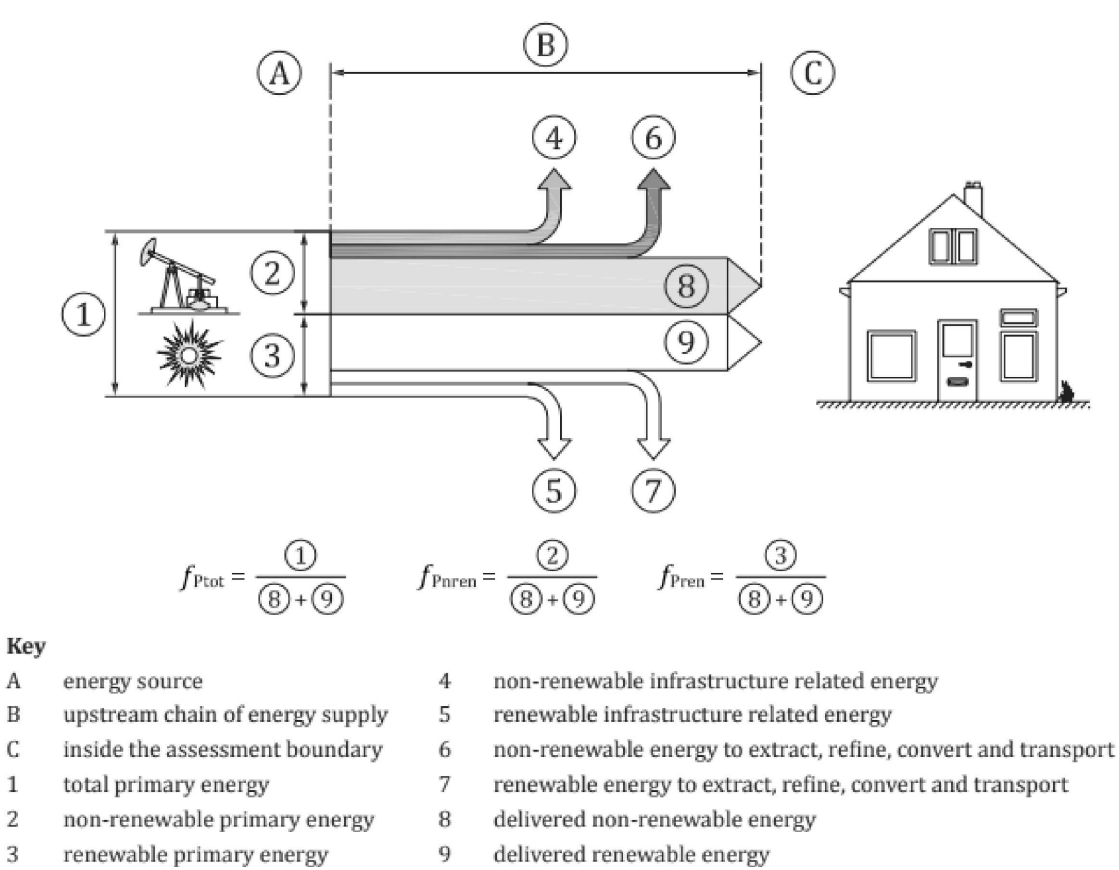 B
A C
4 6
2
8
1
9
3
5 7
fPtot = 1 / (8 + 9) fPnren = 2 / (8 + 9) fPren = 3 / (8 + 9)
Key
A energy source 4 non-renewable infrastructure related energy
B upstream chain of energy supply 5 renewable infrastructure related energy
C inside the assessment boundary 6 non-renewable energy to extract, refine, convert and transport
1 total primary energy 7 renewable energy to extract, refine, convert and transport
2 non-renewable primary energy 8 delivered non-renewable energy
3 renewable primary energy 9 delivered renewable energy